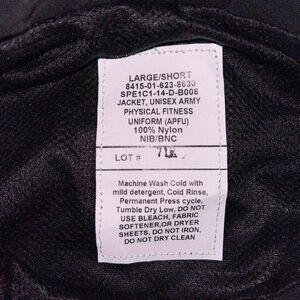 LARGE/SHORT
8415-01-623-8630
SPE1C1-14-D-B008
JACKET, UNISEX ARMY
PHYSICAL FITNESS
UNIFORM (APFU)
100% Nylon
NIB/BNC
LOT #
Machine Wash Cold with
mild detergent, Cold Rinse,
Permanent Press cycle,
Tumble Dry Low, DO NOT
USE BLEACH, FABRIC
SOFTENER,OR DRYER
SHEETS, DO NOT IRON,
DO NOT DRY CLEAN